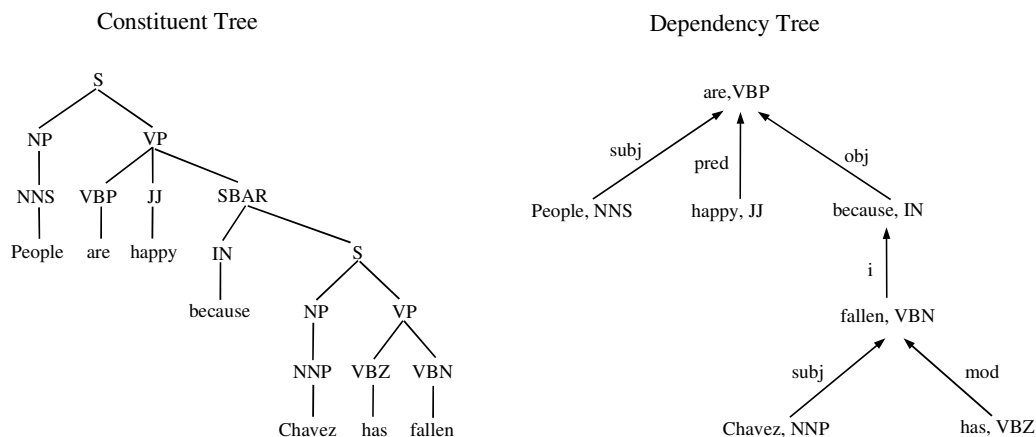 Constituent Tree
S
NP VP
NNS VBP JJ SBAR
People are happy IN S
because NP VP
NNP VBZ VBN
Chavez has fallen
Dependency Tree
are,VBP
subj pred obj
People, NNS happy, JJ because, IN
i
fallen, VBN
subj mod
Chavez, NNP has, VBZ